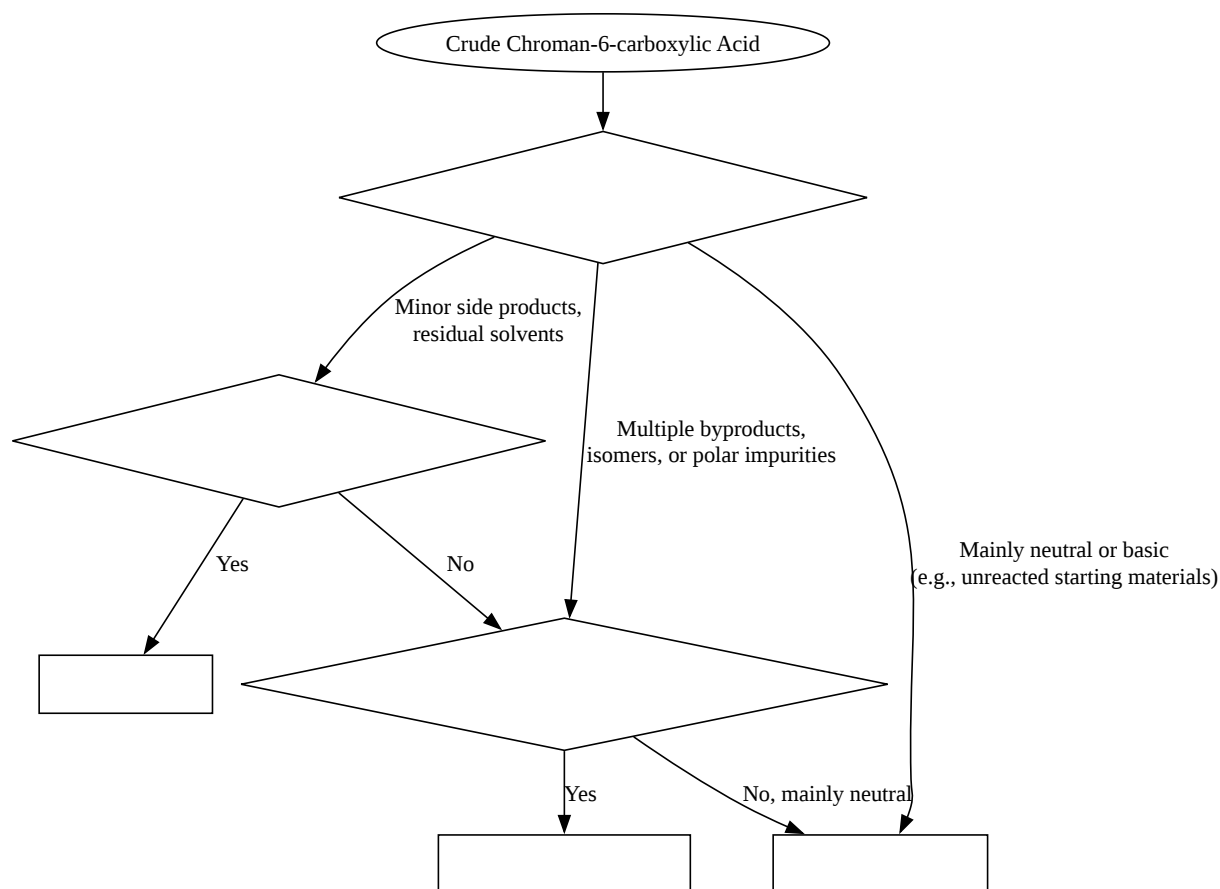 Crude Chroman-6-carboxylic Acid
Minor side products,
residual solvents
Multiple byproducts,
isomers, or polar impurities
Mainly neutral or basic
(e.g., unreacted starting materials)
Yes
No
Yes
No, mainly neutral